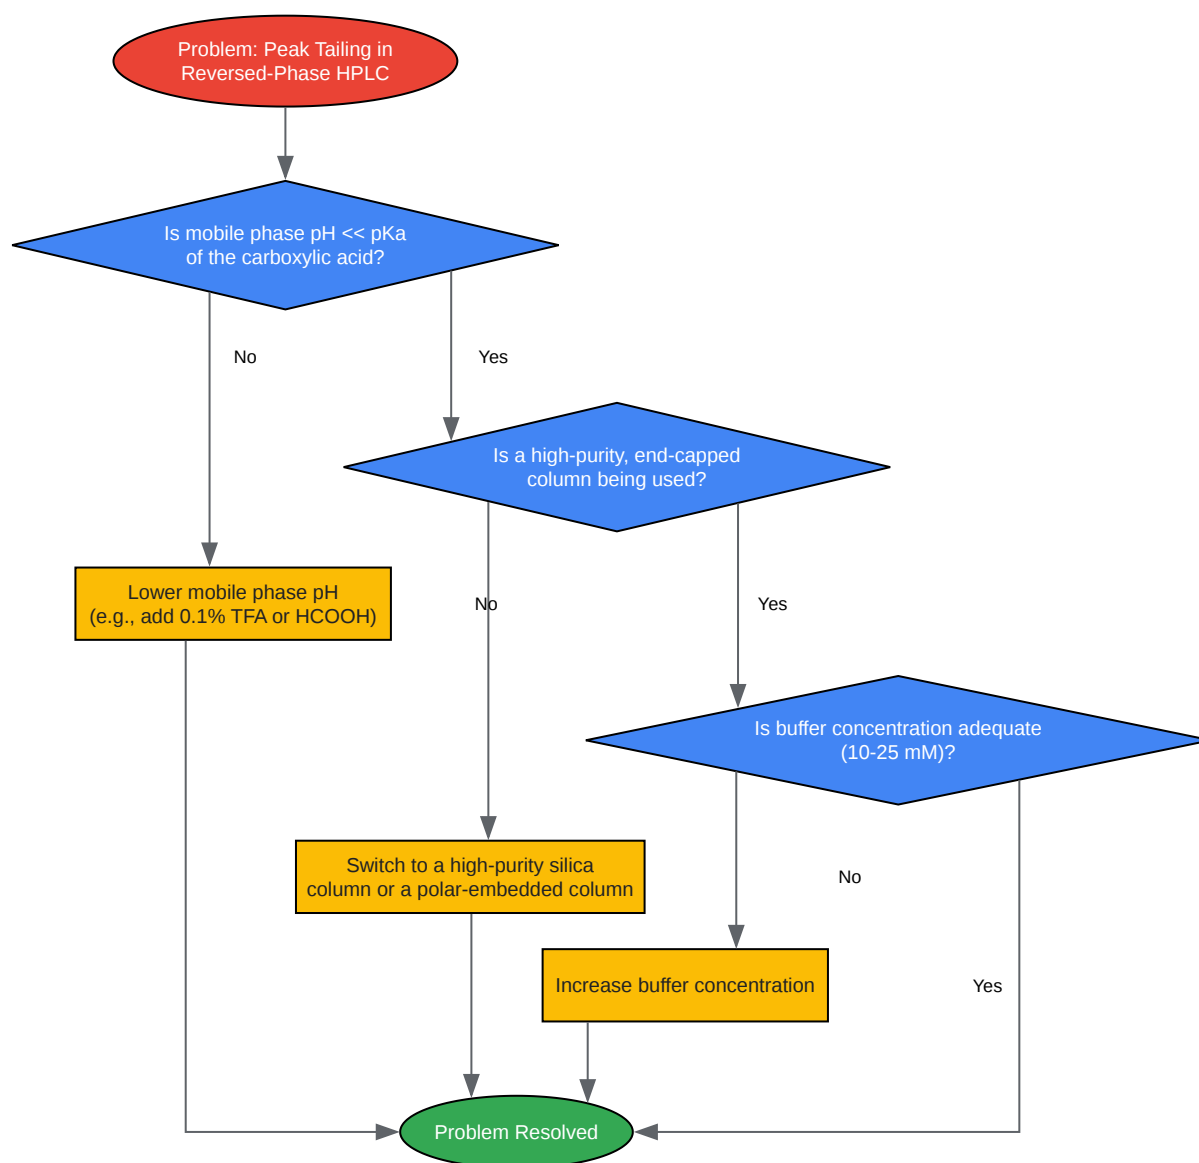 Problem: Peak Tailing in
Reversed-Phase HPLC
Is mobile phase pH << pKa
of the carboxylic acid?
No
Yes
Is a high-purity, end-capped
column being used?
Lower mobile phase pH
(e.g., add 0.1% TFA or HCOOH)
No
Yes
Is buffer concentration adequate
(10-25 mM)?
Switch to a high-purity silica
column or a polar-embedded column
No
Increase buffer concentration
Yes
Problem Resolved